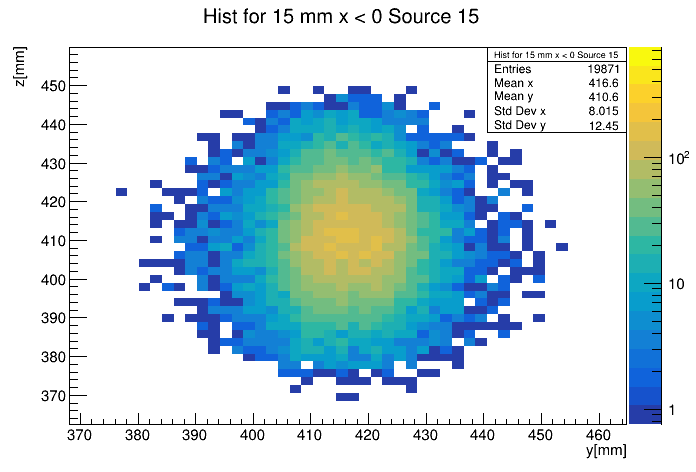 Hist for 15 mm x < 0 Source 15
z[mm]
Hist for 15 mm x < 0 Source 15
Entries 19871
Mean x 416.6
Mean y 410.6
Std Dev x 8.015
Std Dev y 12.45
450
440
430
420
410
400
390
380
370
10²
10
1
370 380 390 400 410 420 430 440 450 460
y[mm]